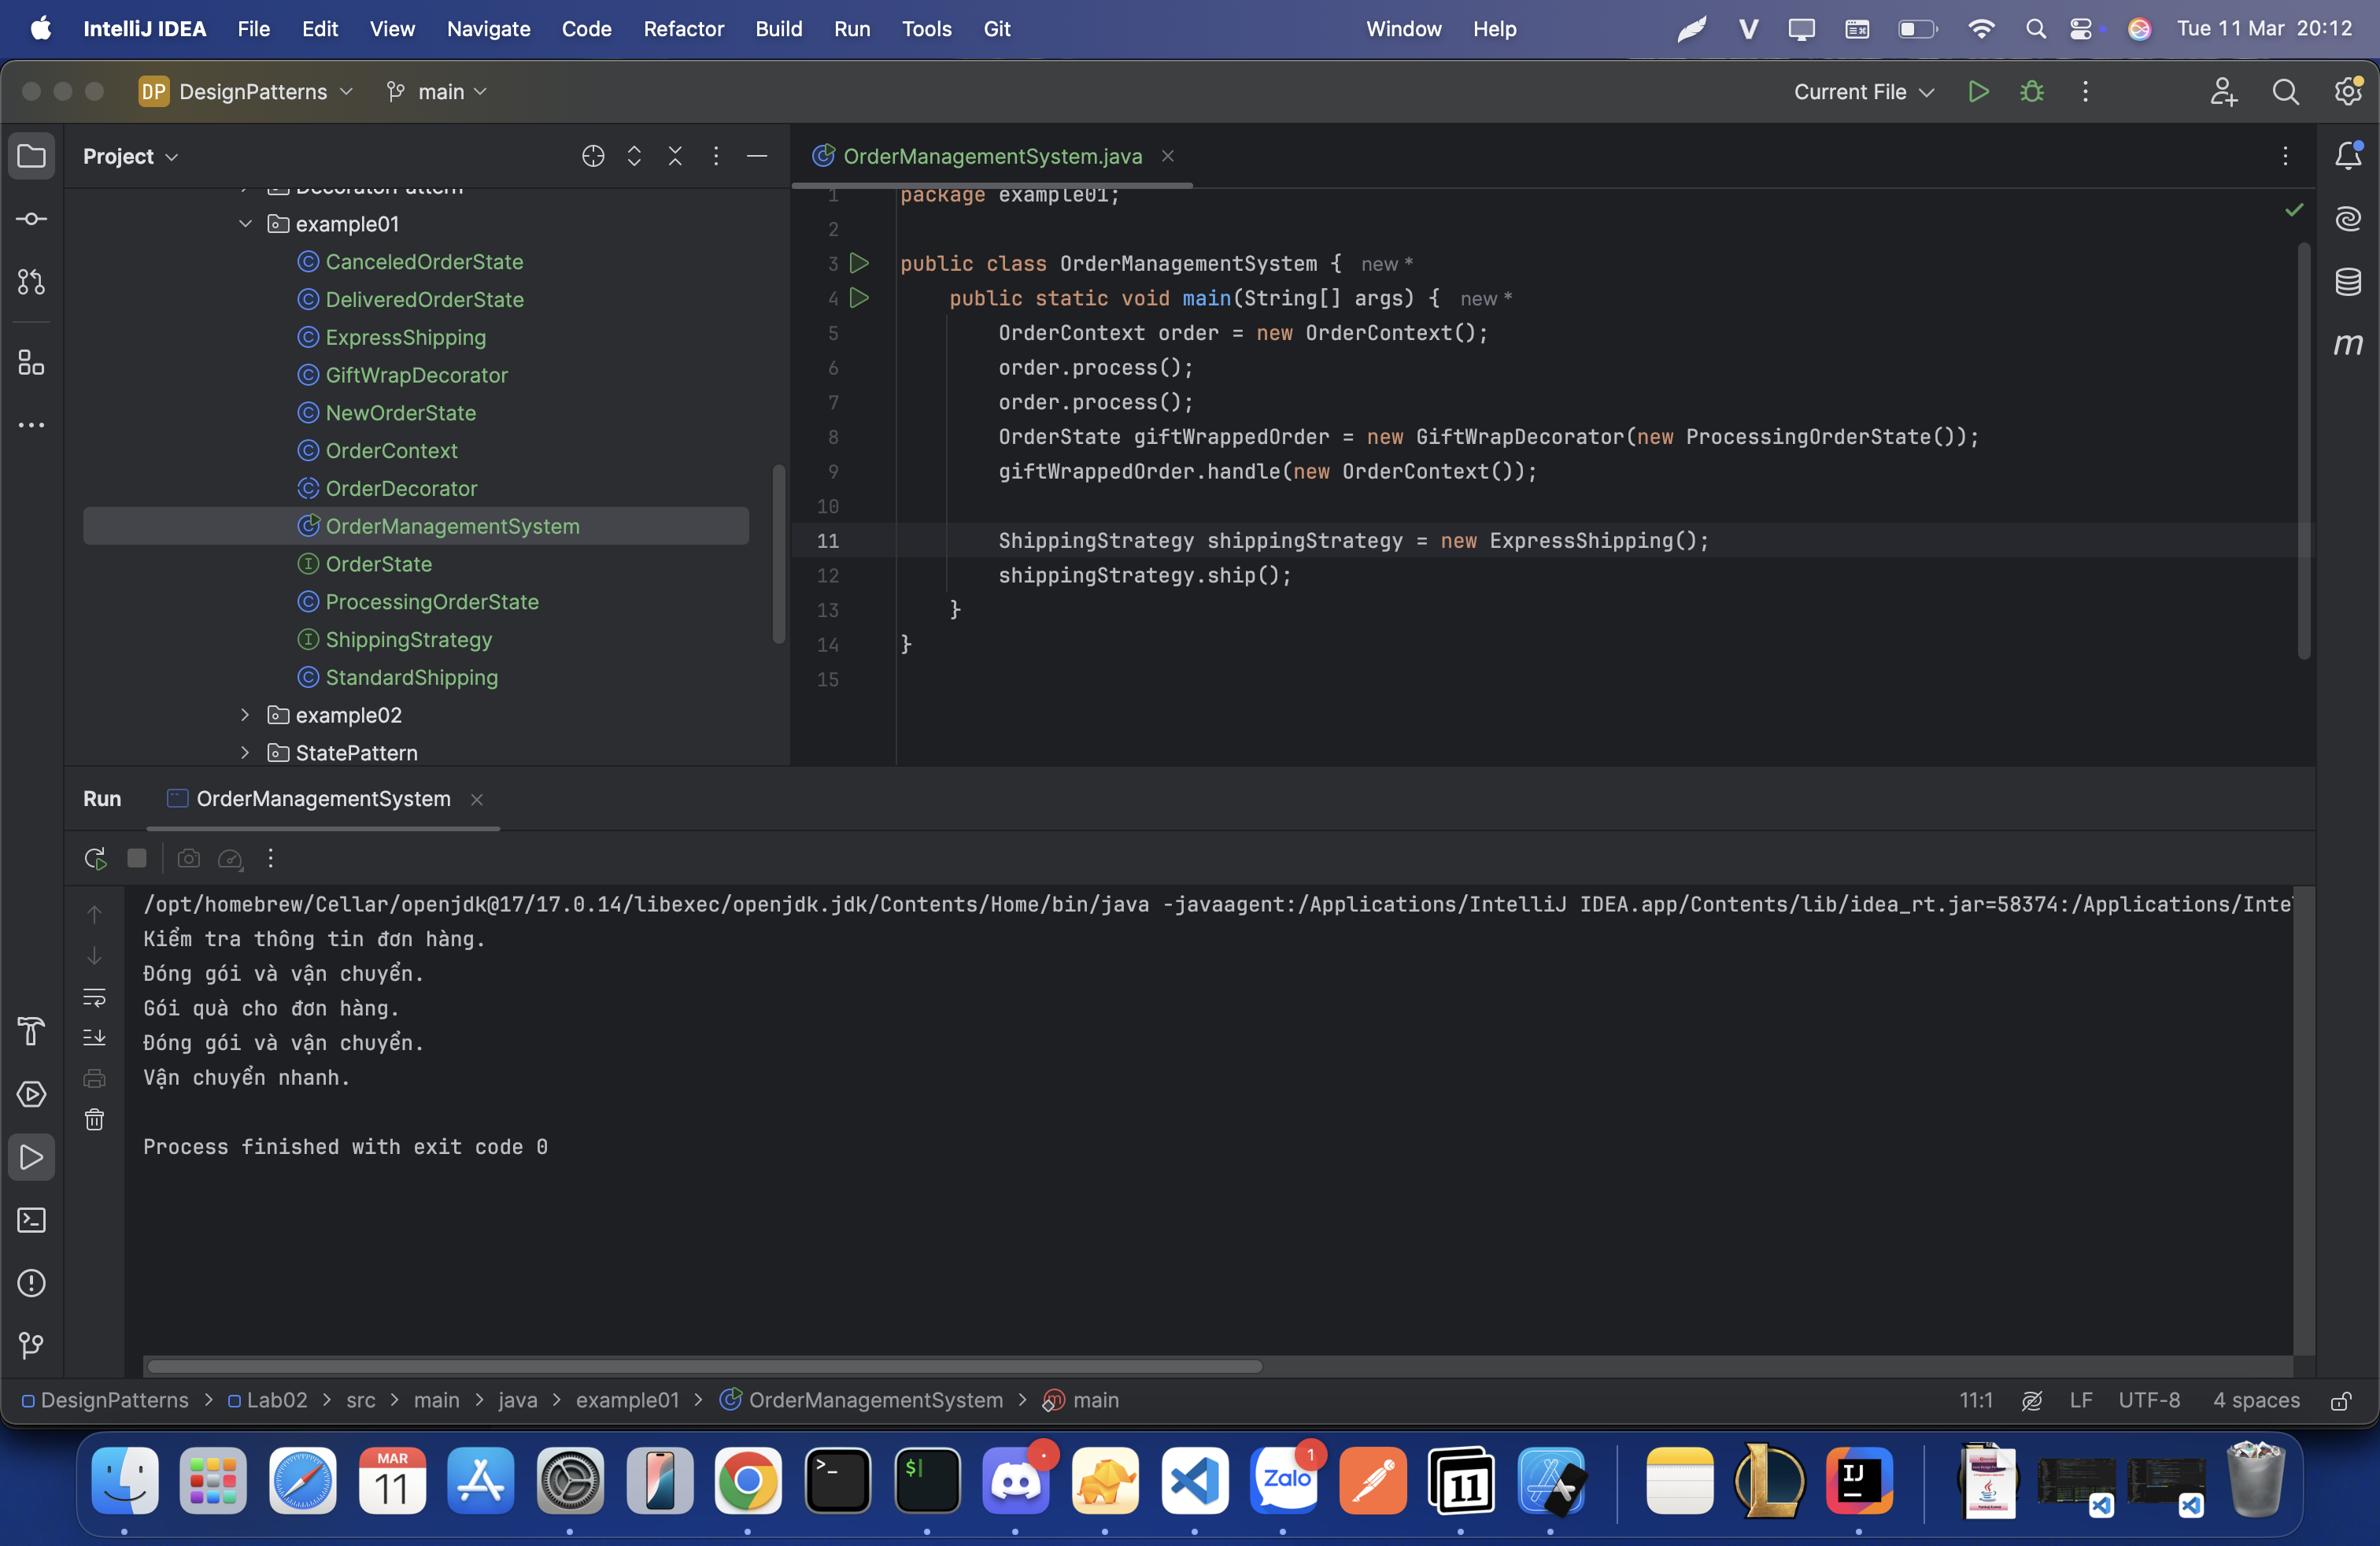 IntelliJ IDEA File Edit View Navigate Code Refactor Build Run Tools Git Window Help Tue 11 Mar 20:12
DP DesignPatterns main Current File
Project
DecoratorPattern
example01
CanceledOrderState
DeliveredOrderState
ExpressShipping
GiftWrapDecorator
NewOrderState
OrderContext
OrderDecorator
OrderManagementSystem
OrderState
ProcessingOrderState
ShippingStrategy
StandardShipping
example02
StatePattern
OrderManagementSystem.java
1 package example01;
2
3 public class OrderManagementSystem { new *
4 public static void main(String[] args) { new *
5 OrderContext order = new OrderContext();
6 order.process();
7 order.process();
8 OrderState giftWrappedOrder = new GiftWrapDecorator(new ProcessingOrderState());
9 giftWrappedOrder.handle(new OrderContext());
10
11 ShippingStrategy shippingStrategy = new ExpressShipping();
12 shippingStrategy.ship();
13 }
14 }
15
Run OrderManagementSystem
/opt/homebrew/Cellar/openjdk@17/17.0.14/libexec/openjdk.jdk/Contents/Home/bin/java -javaagent:/Applications/IntelliJ IDEA.app/Contents/lib/idea_rt.jar=58374:/Applications/Inte
Kiểm tra thông tin đơn hàng.
Đóng gói và vận chuyển.
Gói quà cho đơn hàng.
Đóng gói và vận chuyển.
Vận chuyển nhanh.
Process finished with exit code 0
DesignPatterns > Lab02 > src > main > java > example01 > OrderManagementSystem > main 11:1 LF UTF-8 4 spaces
MAR
11
Zalo
1
11
IJ